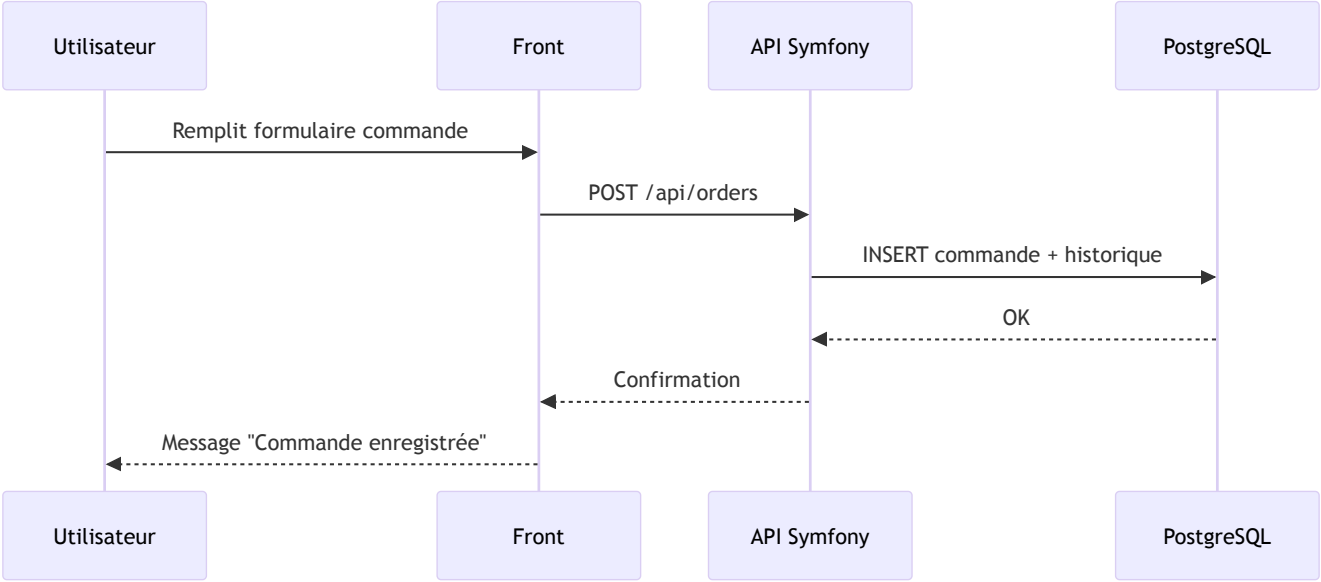 Utilisateur
Front
API Symfony
PostgreSQL
Remplit formulaire commande
POST /api/orders
INSERT commande + historique
OK
Confirmation
Message "Commande enregistrée"
Utilisateur
Front
API Symfony
PostgreSQL